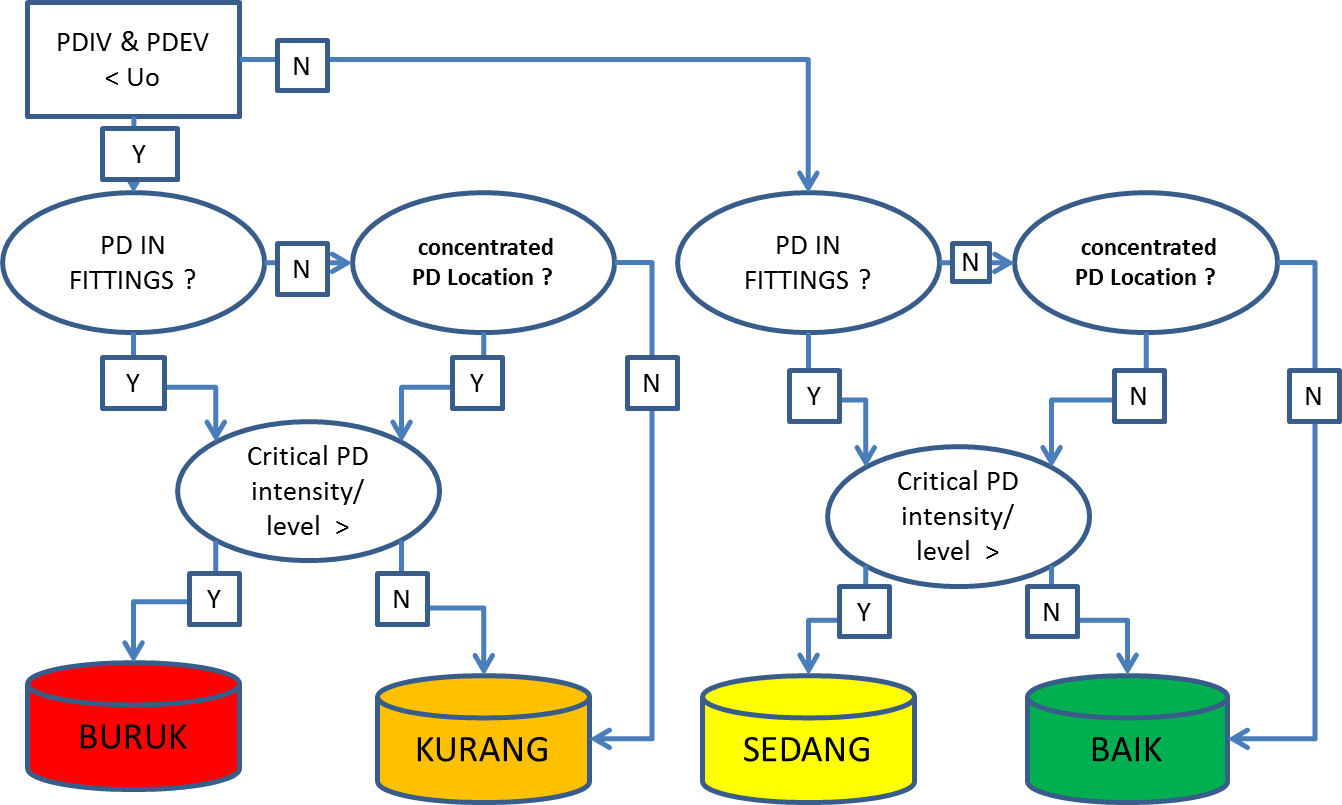 PDIV & PDEV
< Uo
N
Y
PD IN
FITTINGS ?
N
concentrated
PD Location ?
PD IN
FITTINGS ?
N
concentrated
PD Location ?
Y
Y
N
Y
N
N
Critical PD
intensity/
level >
Critical PD
intensity/
level >
Y
N
Y
N
BURUK
KURANG
SEDANG
BAIK